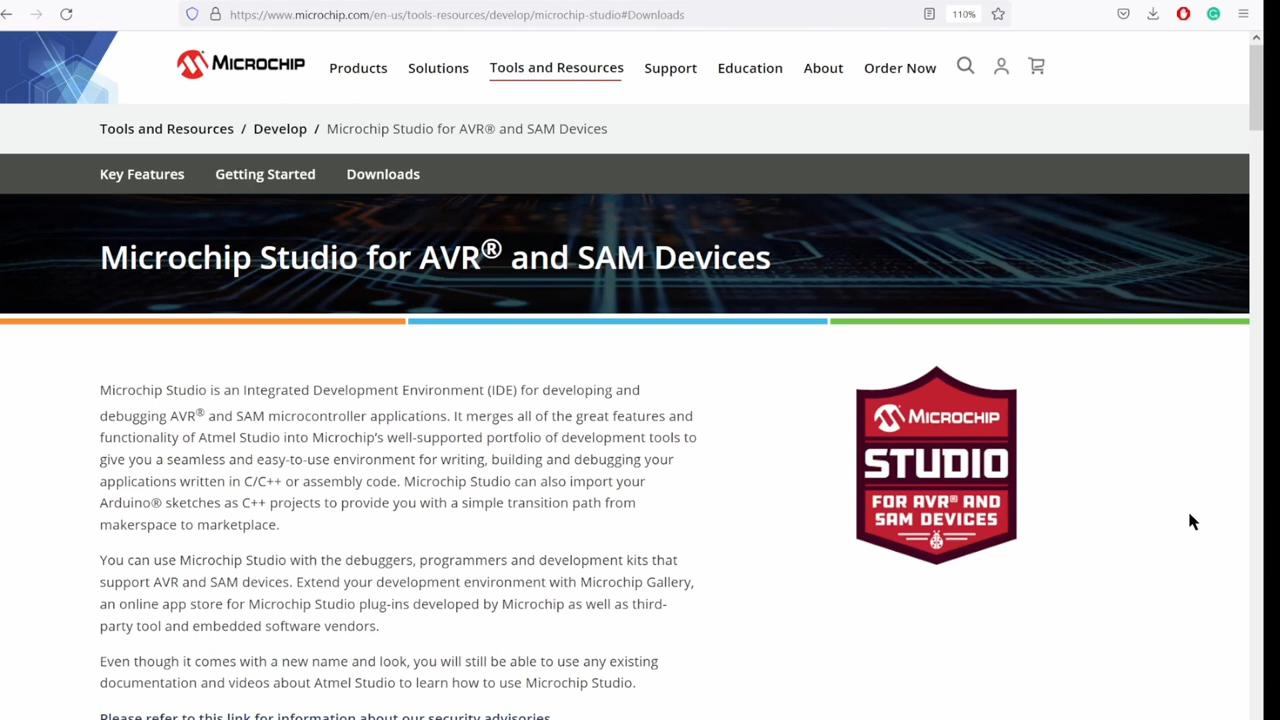 https://www.microchip.com/en-us/tools-resources/develop/microchip-studio#Downloads
110%
MICROCHIP
Products Solutions Tools and Resources Support Education About Order Now
Tools and Resources / Develop / Microchip Studio for AVR® and SAM Devices
Key Features Getting Started Downloads
Microchip Studio for AVR® and SAM Devices
Microchip Studio is an Integrated Development Environment (IDE) for developing and
debugging AVR® and SAM microcontroller applications. It merges all of the great features and
functionality of Atmel Studio into Microchip's well-supported portfolio of development tools to
give you a seamless and easy-to-use environment for writing, building and debugging your
applications written in C/C++ or assembly code. Microchip Studio can also import your
Arduino® sketches as C++ projects to provide you with a simple transition path from
makerspace to marketplace.
You can use Microchip Studio with the debuggers, programmers and development kits that
support AVR and SAM devices. Extend your development environment with Microchip Gallery,
an online app store for Microchip Studio plug-ins developed by Microchip as well as third-
party tool and embedded software vendors.
Even though it comes with a new name and look, you will still be able to use any existing
documentation and videos about Atmel Studio to learn how to use Microchip Studio.
Please refer to this link for information about our security advisories
MICROCHIP
STUDIO
FOR AVR® AND
SAM DEVICES